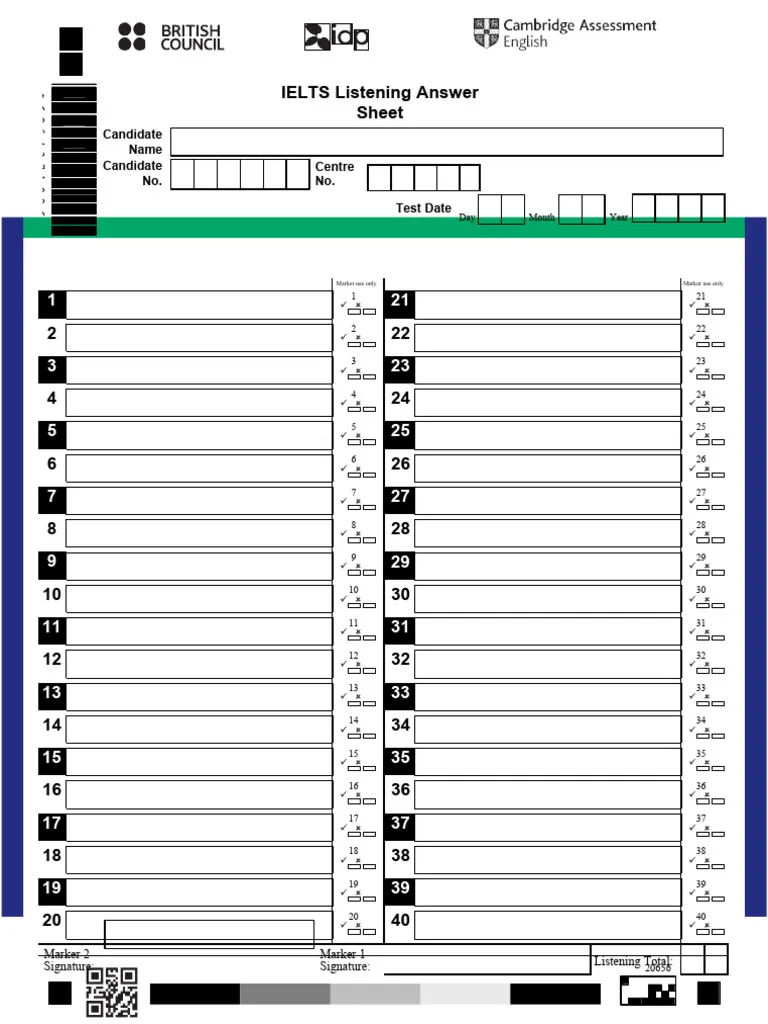 BRITISH
COUNCIL
idp
Cambridge Assessment
English
IELTS Listening Answer
Sheet
Candidate
Name
Candidate
No.
Centre
No.
Test Date
Day
Month
Year
Marker use only
Marker use only
1 1 21 21
2 2 22 22
3 3 23 23
4 4 24 24
5 5 25 25
6 6 26 26
7 7 27 27
8 8 28 28
9 9 29 29
10 10 30 30
11 11 31 31
12 12 32 32
13 13 33 33
14 14 34 34
15 15 35 35
16 16 36 36
17 17 37 37
18 18 38 38
19 19 39 39
20 20 40 40
Marker 2
Signature:
Marker 1
Signature:
Listening Total:
20656